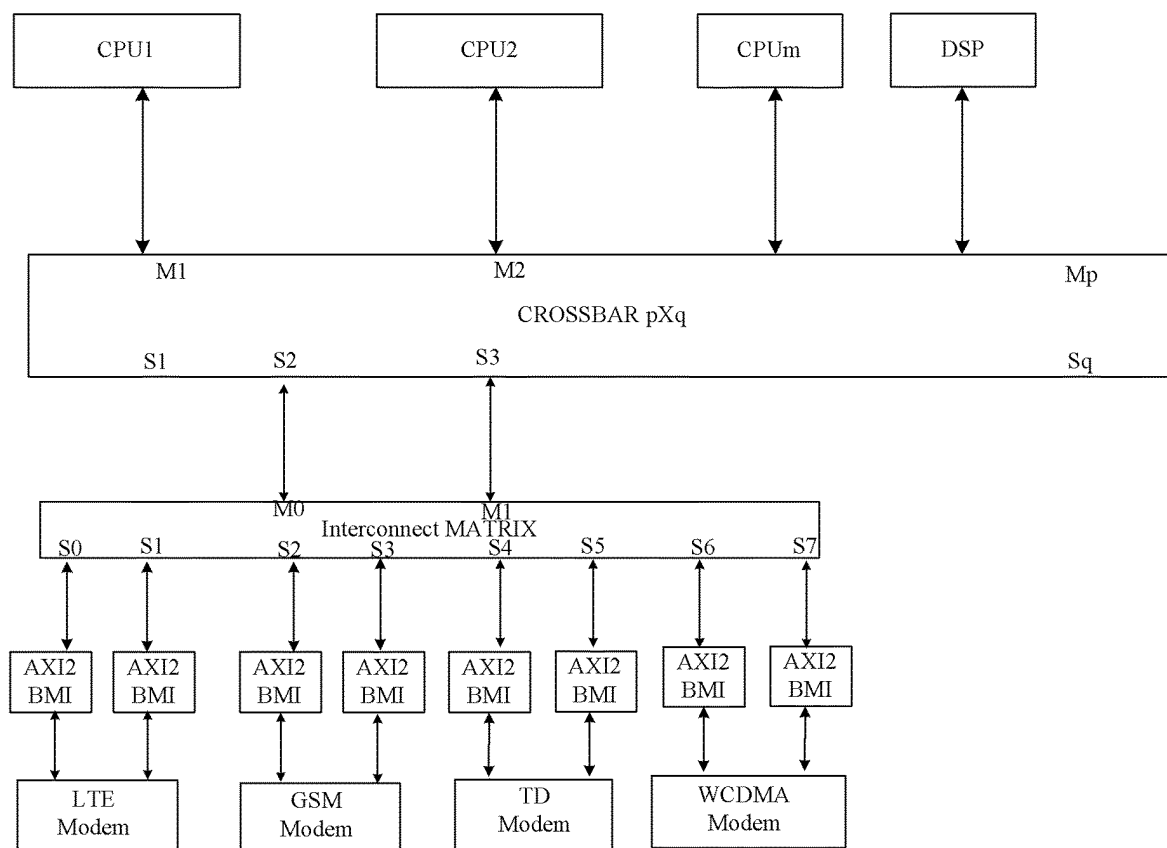 CPU1
CPU2
CPUm
DSP
M1
M2
Mp
CROSSBAR pXq
S1
S2
S3
Sq
M0
M1
Interconnect MATRIX
S0
S1
S2
S3
S4
S5
S6
S7
AXI2
BMI
AXI2
BMI
AXI2
BMI
AXI2
BMI
AXI2
BMI
AXI2
BMI
AXI2
BMI
AXI2
BMI
LTE
Modem
GSM
Modem
TD
Modem
WCDMA
Modem